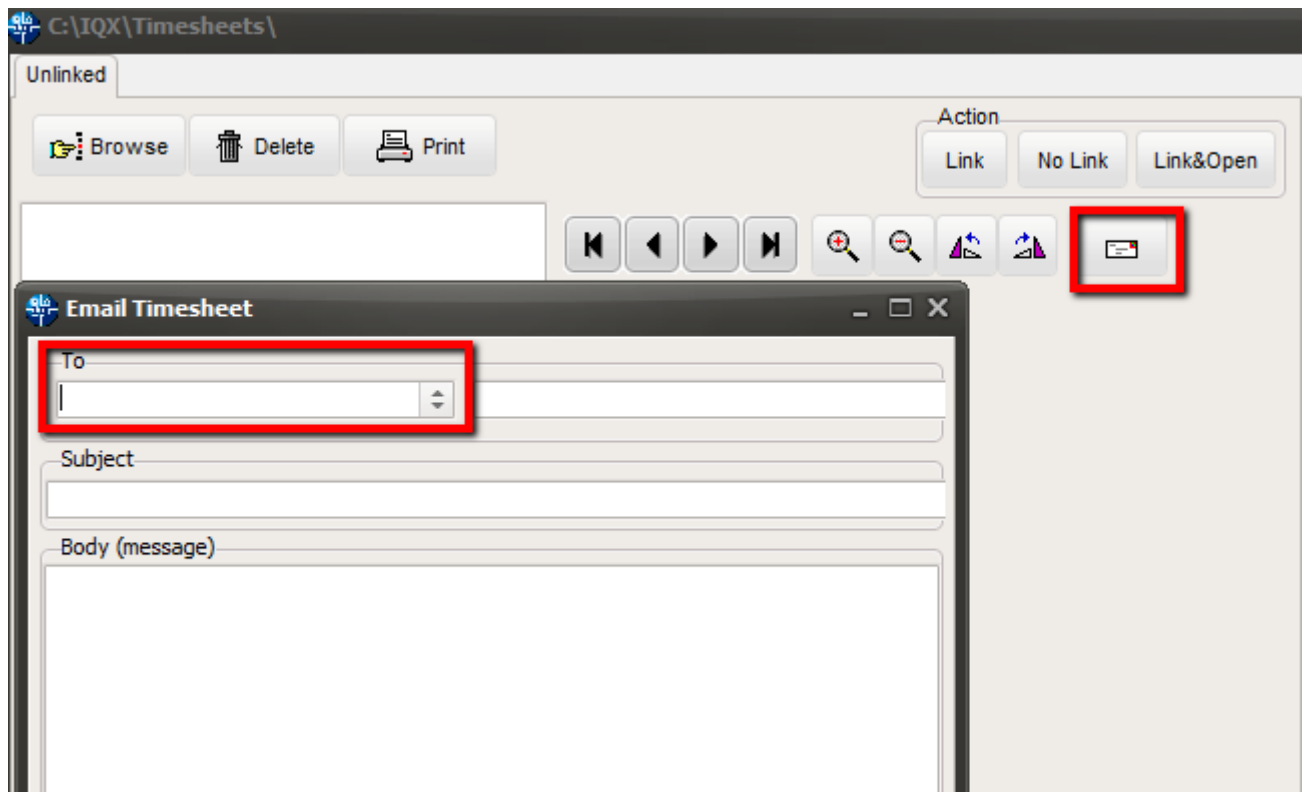 C:\IQX\Timesheets\
Unlinked
Browse Delete Print
Action
Link No Link Link&Open
Email Timesheet
To
Subject
Body (message)